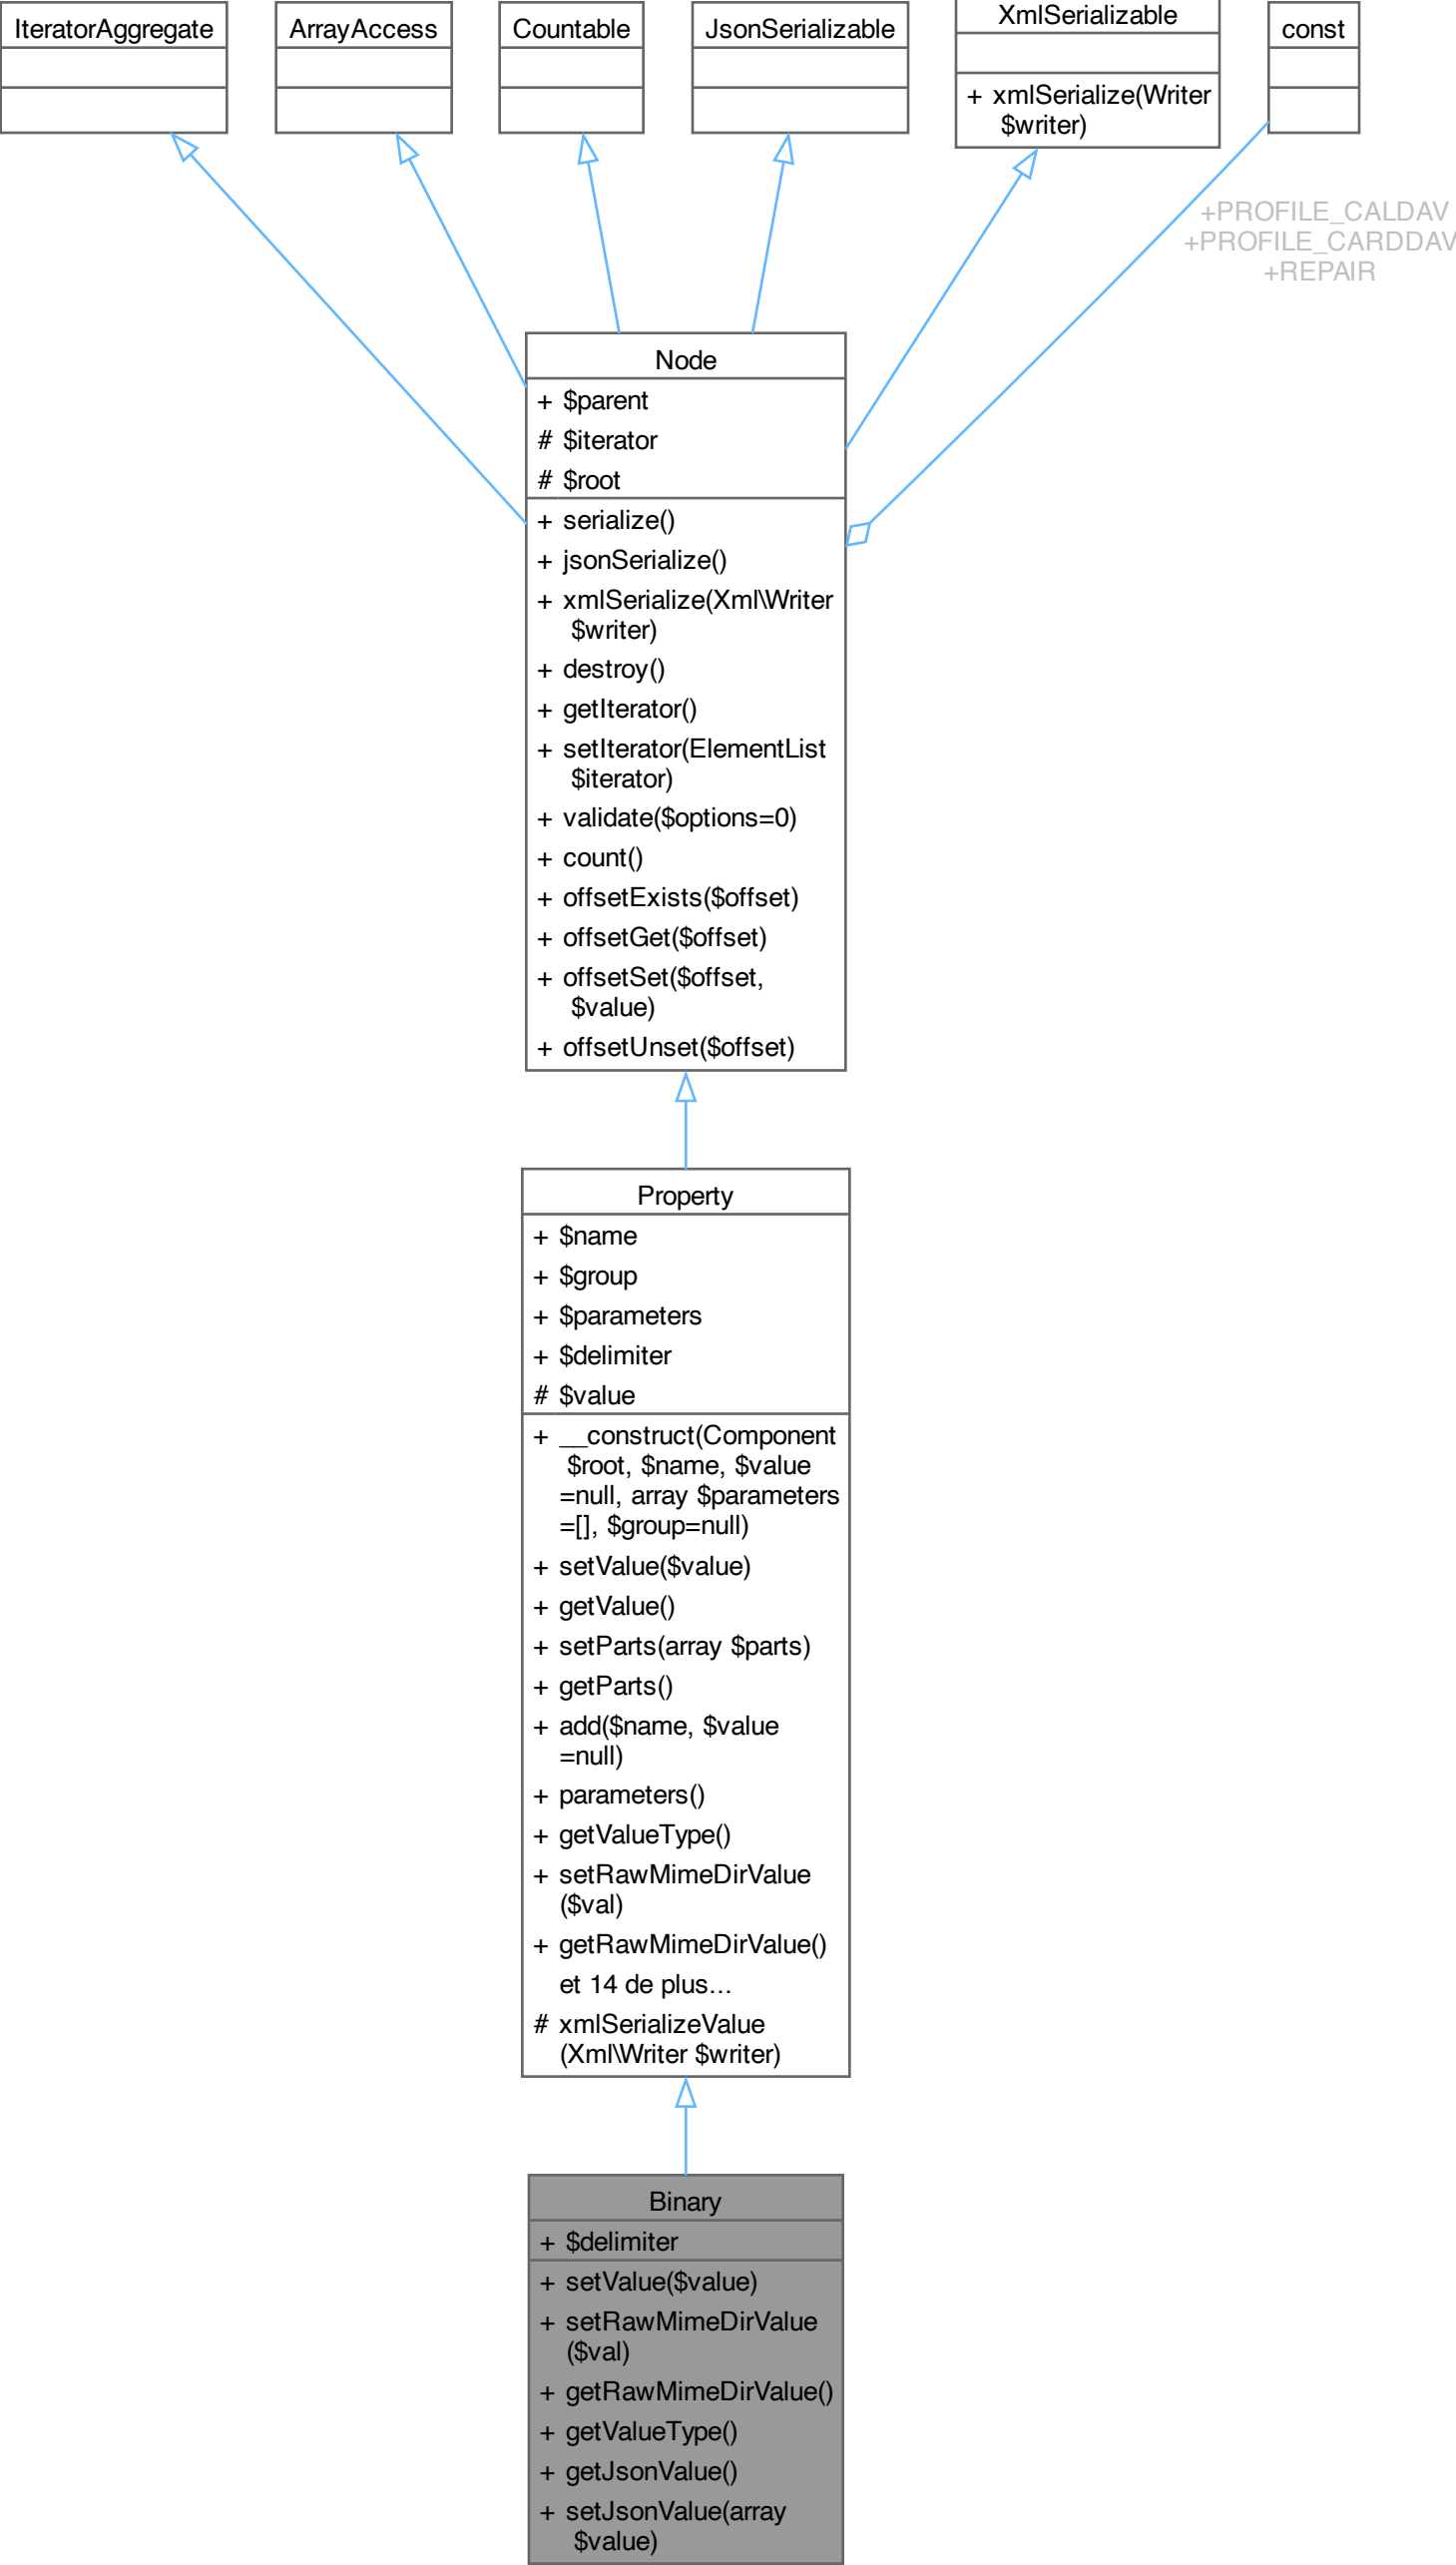 IteratorAggregate
ArrayAccess
Countable
JsonSerializable
XmlSerializable
+ xmlSerialize(Writer
$writer)
const
+PROFILE_CALDAV
+PROFILE_CARDDAV
+REPAIR
Node
+ $parent
# $iterator
# $root
+ serialize()
+ jsonSerialize()
+ xmlSerialize(Xml\Writer
$writer)
+ destroy()
+ getIterator()
+ setIterator(ElementList
$iterator)
+ validate($options=0)
+ count()
+ offsetExists($offset)
+ offsetGet($offset)
+ offsetSet($offset,
$value)
+ offsetUnset($offset)
Property
+ $name
+ $group
+ $parameters
+ $delimiter
# $value
+ __construct(Component
$root, $name, $value
=null, array $parameters
=[], $group=null)
+ setValue($value)
+ getValue()
+ setParts(array $parts)
+ getParts()
+ add($name, $value
=null)
+ parameters()
+ getValueType()
+ setRawMimeDirValue
($val)
+ getRawMimeDirValue()
et 14 de plus...
# xmlSerializeValue
(Xml\Writer $writer)
Binary
+ $delimiter
+ setValue($value)
+ setRawMimeDirValue
($val)
+ getRawMimeDirValue()
+ getValueType()
+ getJsonValue()
+ setJsonValue(array
$value)